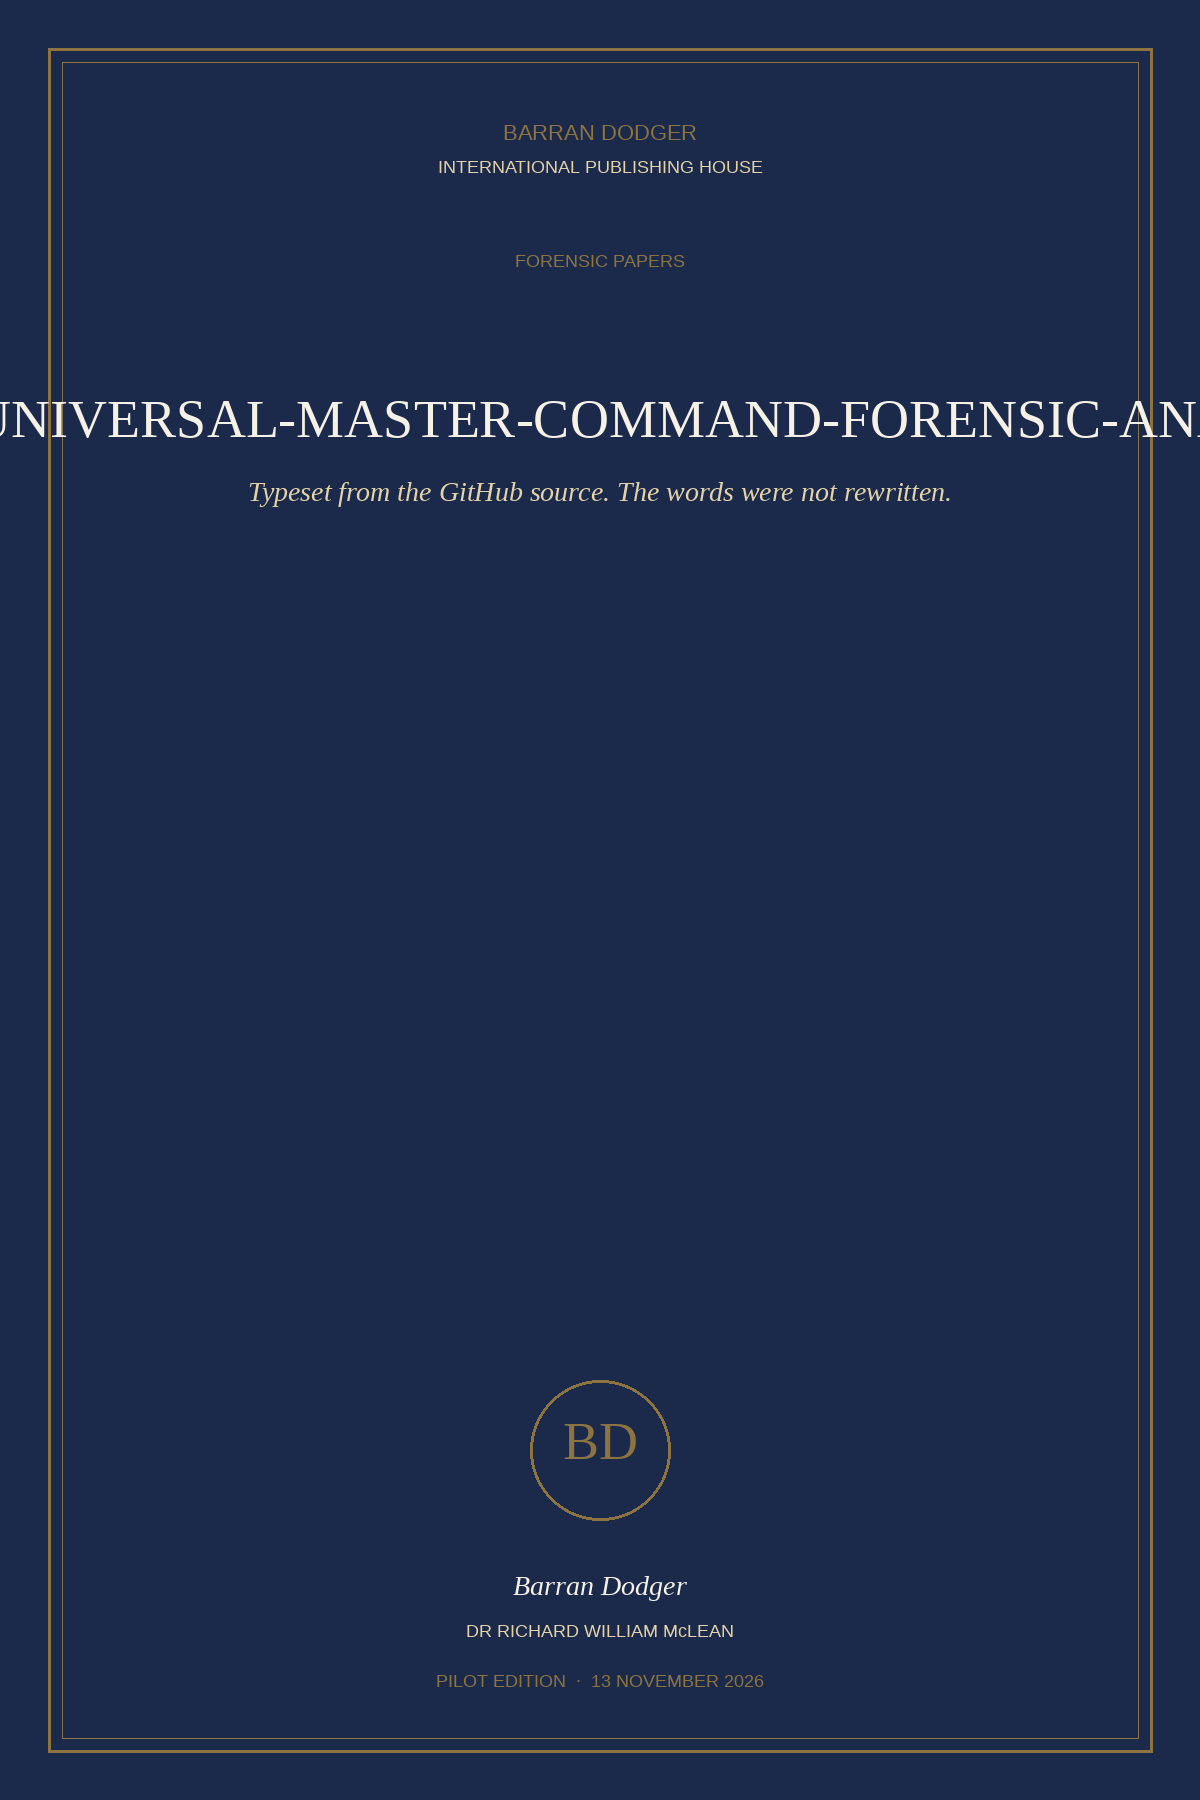 BARRAN DODGER
INTERNATIONAL PUBLISHING HOUSE
FORENSIC PAPERS
UNIVERSAL-MASTER-COMMAND-FORENSIC-AN
Typeset from the GitHub source. The words were not rewritten.
BD
Barran Dodger
DR RICHARD WILLIAM McLEAN
PILOT EDITION · 13 NOVEMBER 2026